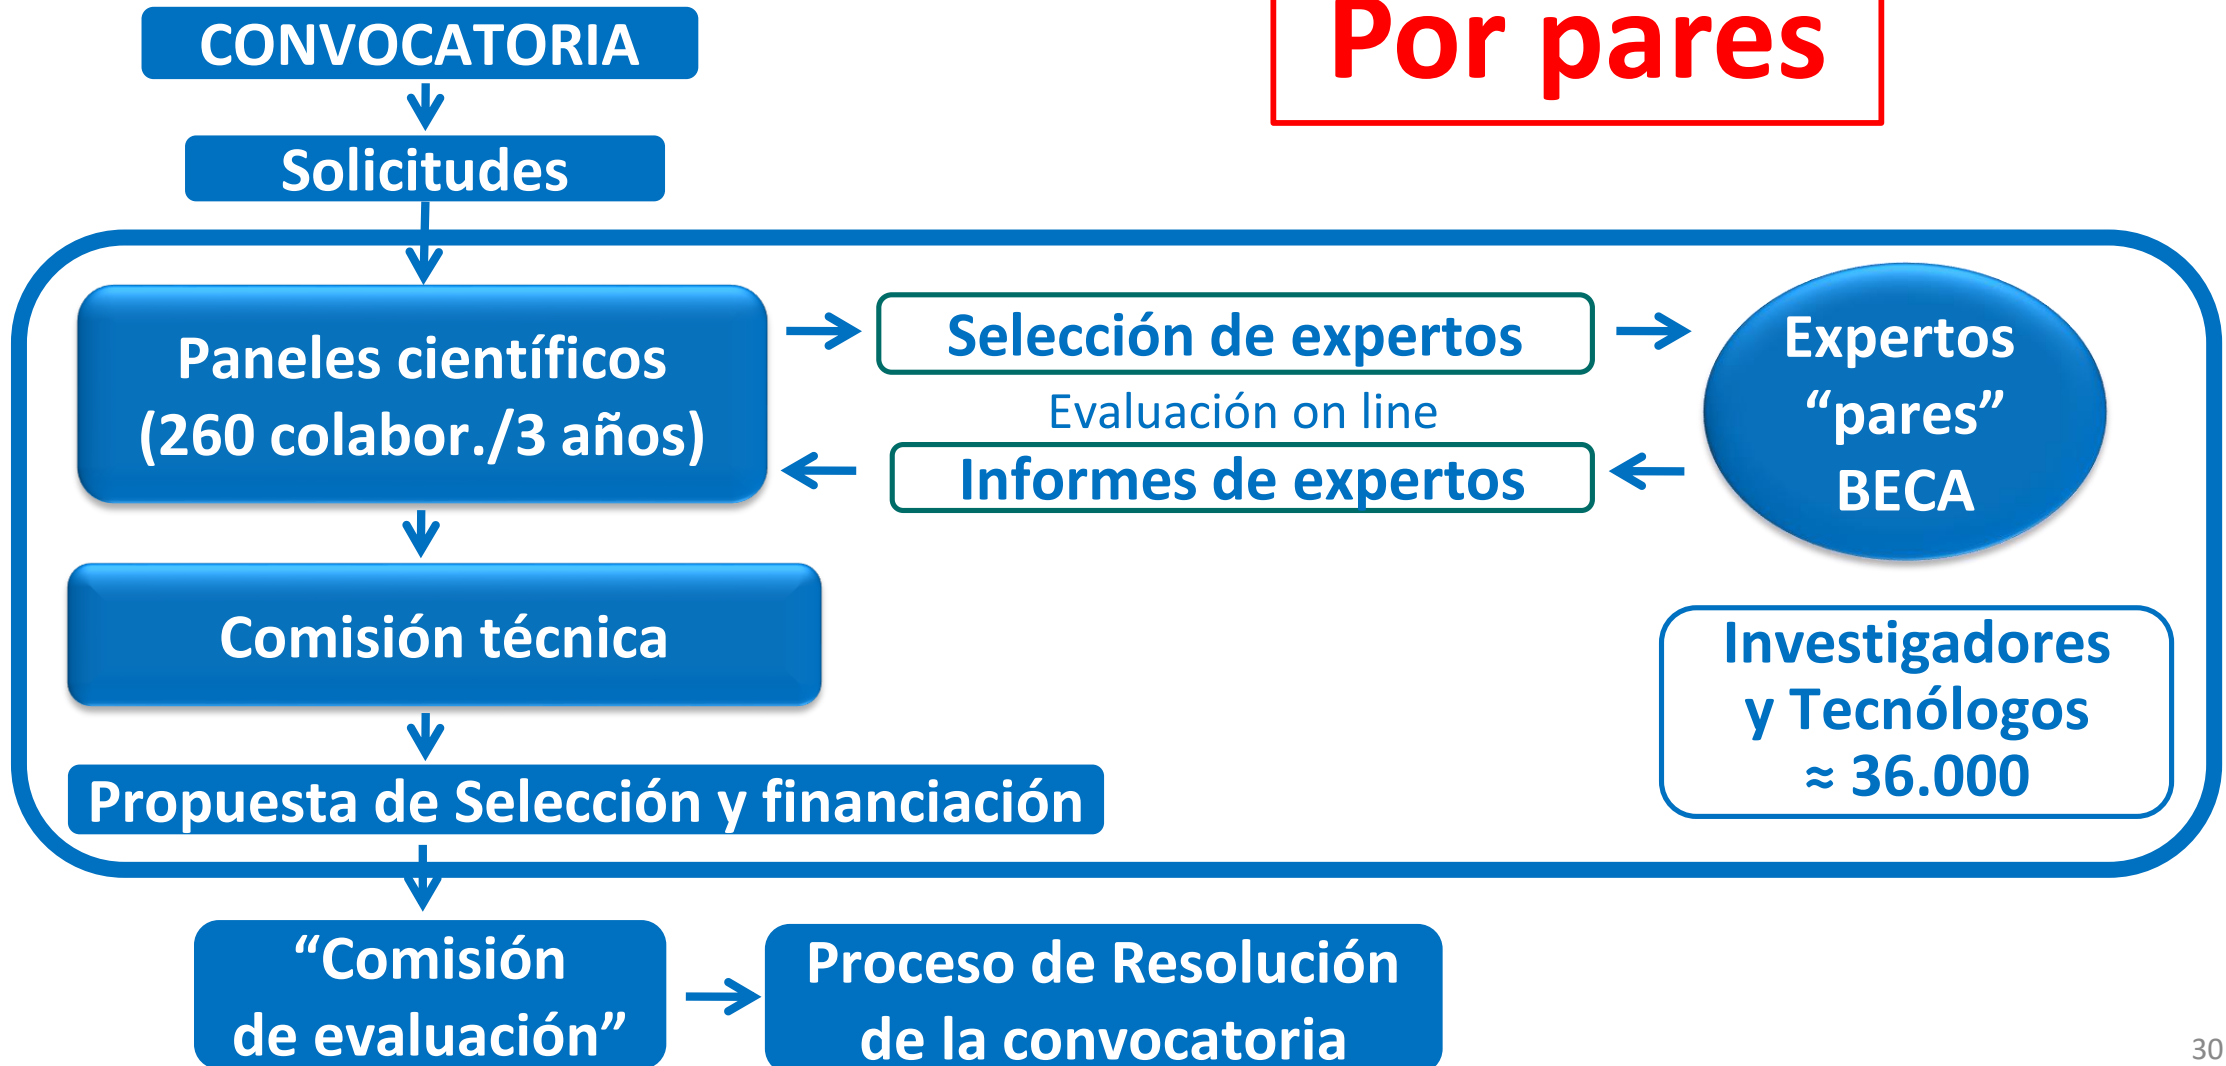 CONVOCATORIA
Por pares
Solicitudes
Paneles científicos
(260 colabor./3 años)
Selección de expertos
Evaluación on line
Informes de expertos
Expertos
“pares”
BECA
Comisión técnica
Investigadores
y Tecnólogos
≈ 36.000
Propuesta de Selección y financiación
“Comisión
de evaluación”
Proceso de Resolución
de la convocatoria
30